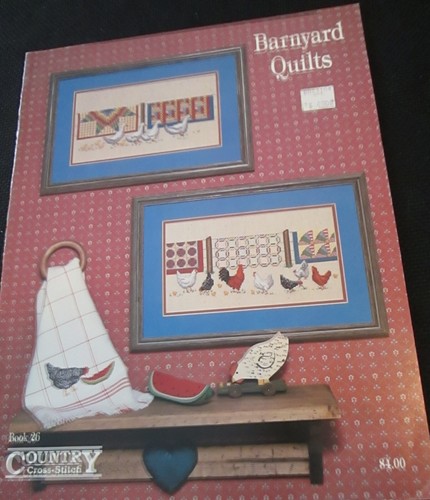 Barnyard
Quilts
Book 26
COUNTRY
Cross-Stitch
$4.00